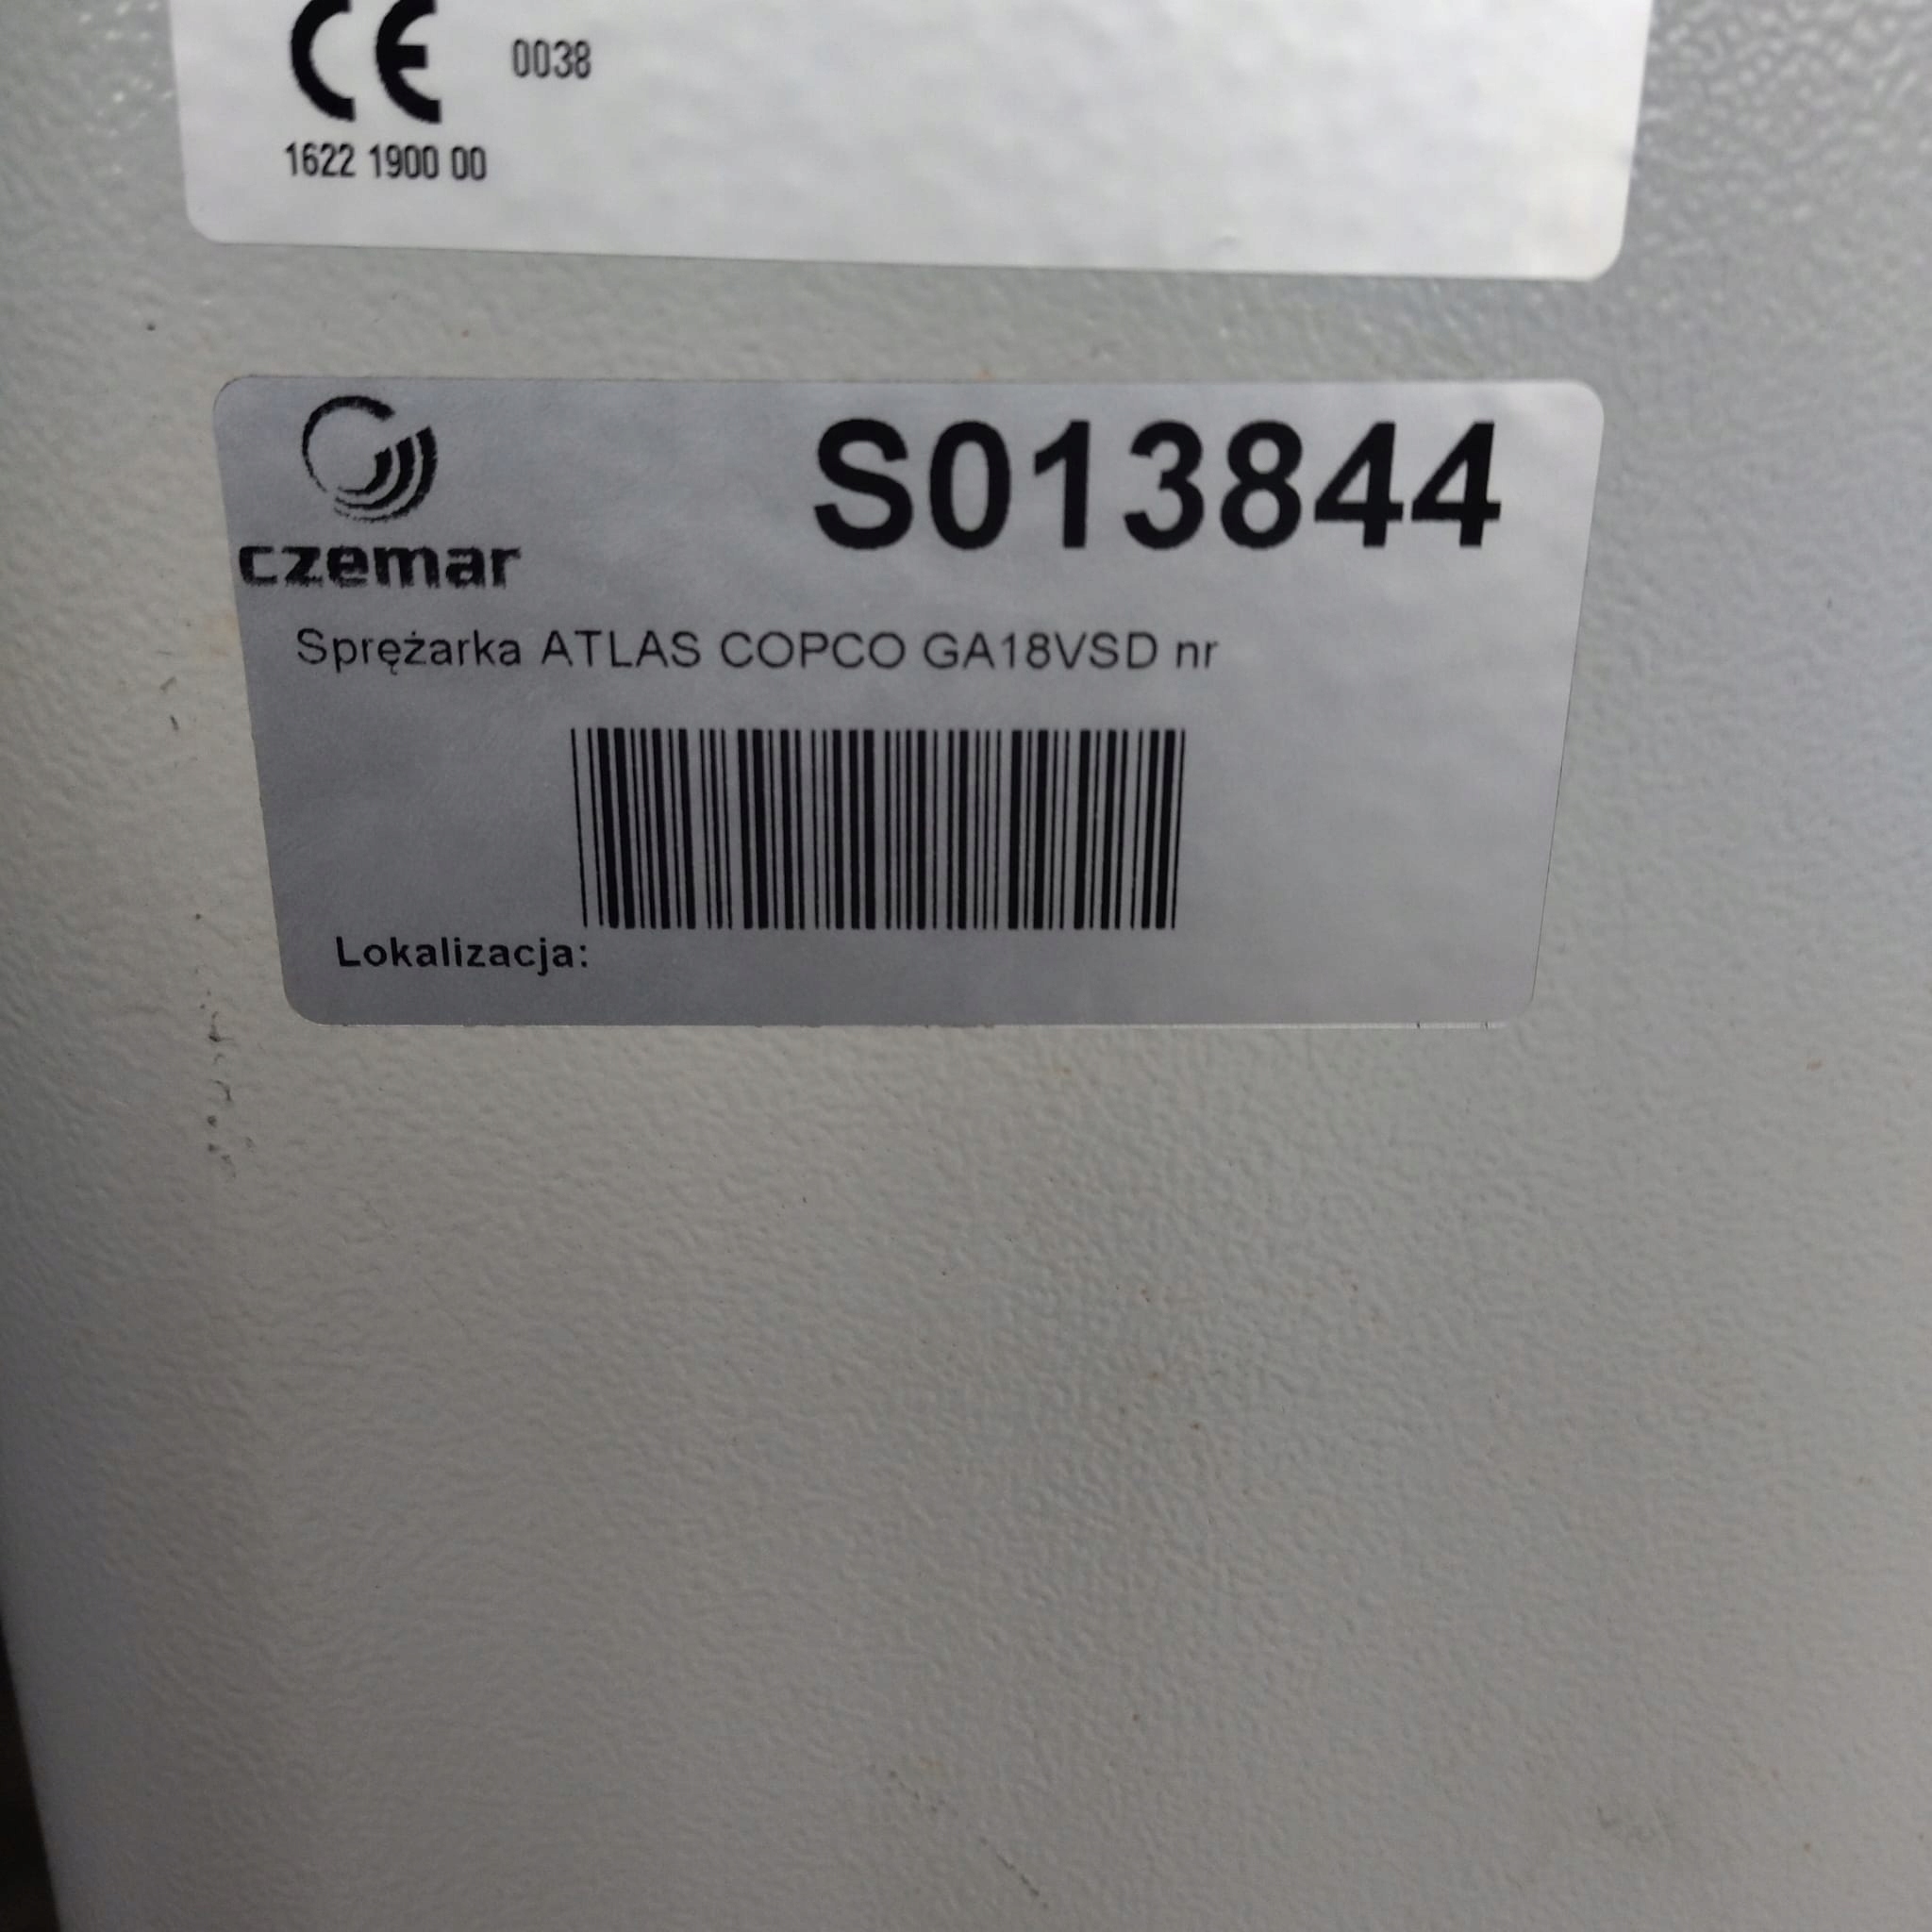 CE 0038
1622 1900 00
S013844
czemar
Sprężarka ATLAS COPCO GA18VSD nr
Lokalizacja: